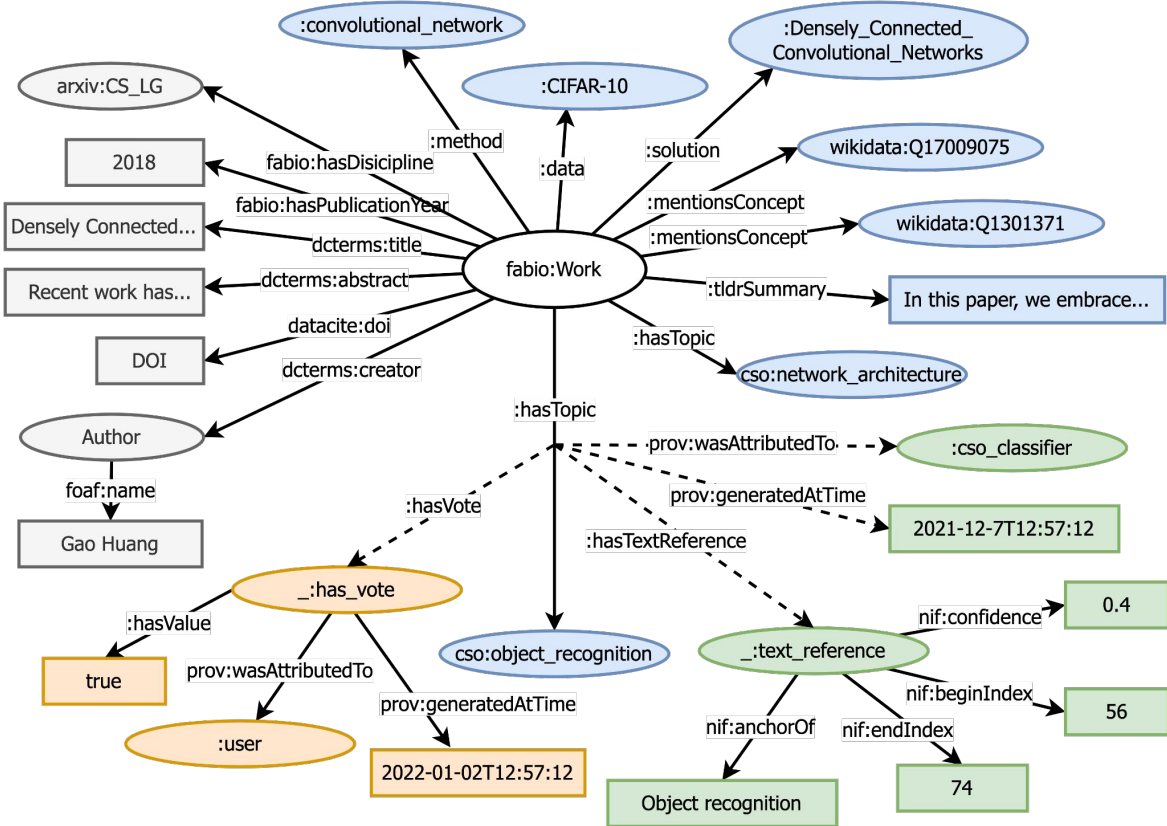 :convolutional_network
:Densely_Connected_
Convolutional_Networks
arxiv:CS_LG
:CIFAR-10
:method
:solution
wikidata:Q17009075
2018
fabio:hasDisicipline
:data
fabio:hasPublicationYear
:mentionsConcept
Densely Connected...
dcterms:title
:mentionsConcept
wikidata:Q1301371
fabio:Work
Recent work has...
dcterms:abstract
:tldrSummary
In this paper, we embrace...
datacite:doi
:hasTopic
DOI
dcterms:creator
cso:network_architecture
:hasTopic
Author
prov:wasAttributedTo
:cso_classifier
foaf:name
:hasVote
prov:generatedAtTime
2021-12-7T12:57:12
Gao Huang
:hasTextReference
_:has_vote
0.4
:hasValue
nif:confidence
cso:object_recognition
_:text_reference
true
prov:wasAttributedTo
nif:beginIndex
prov:generatedAtTime
56
nif:anchorOf
nif:endIndex
:user
2022-01-02T12:57:12
74
Object recognition